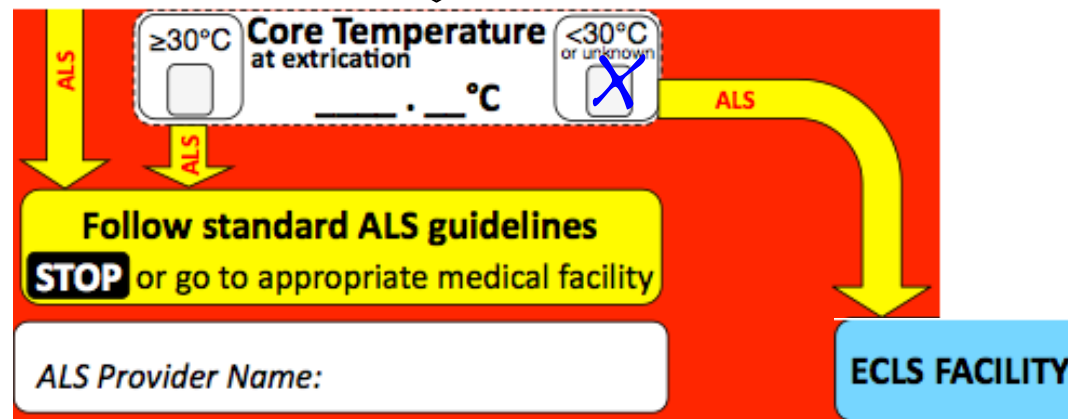 ≥30°C
Core Temperature
at extrication
____ . __°C
<30°C
or unknown
X
ALS
ALS
ALS
Follow standard ALS guidelines
STOP or go to appropriate medical facility
ALS Provider Name:
ECLS FACILITY